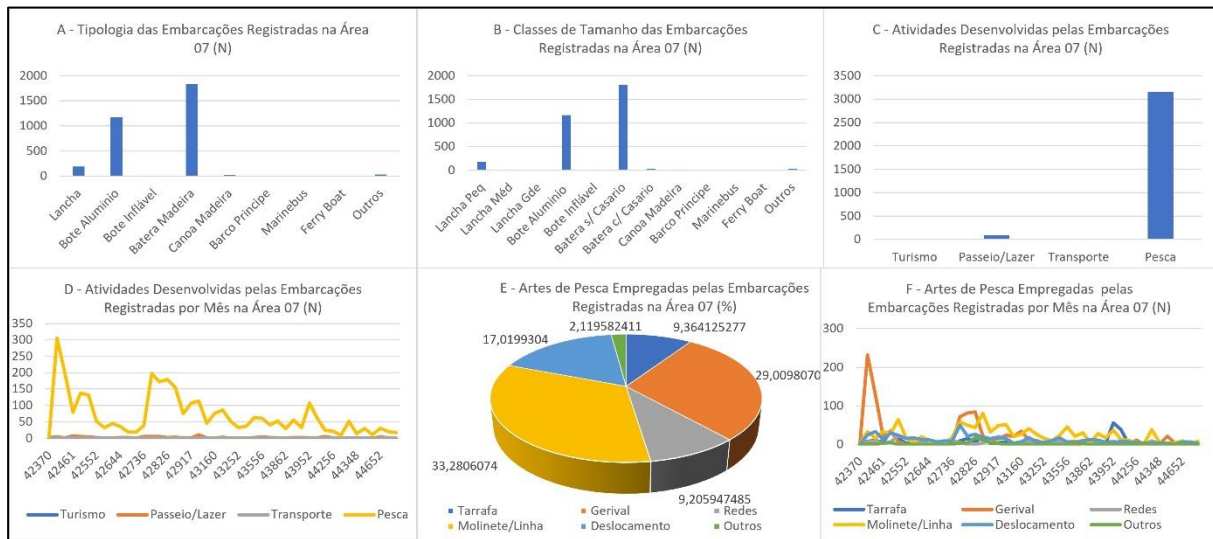 A - Tipologia das Embarcações Registradas na Área
07 (N)
2000
1500
1000
500
0
Lancha
Bote Aluminio
Bote Inflável
Batera Madeira
Canoa Madeira
Barco Principe
Marinebus
Ferry Boat
Outros
B - Classes de Tamanho das Embarcações
Registradas na Área 07 (N)
2000
1500
1000
500
0
Lancha Peq
Lancha Méd
Lancha Gde
Bote Aluminio
Bote Inflável
Batera s/ Casario
Batera c/ Casario
Canoa Madeira
Barco Principe
Marinebus
Ferry Boat
Outros
C - Atividades Desenvolvidas pelas Embarcações
Registradas na Área 07 (N)
3500
3000
2500
2000
1500
1000
500
0
Turismo
Passeio/Lazer
Transporte
Pesca
D - Atividades Desenvolvidas pelas Embarcações
Registradas por Mês na Área 07 (N)
350
300
250
200
150
100
50
0
42370
42461
42552
42644
42736
42826
42917
43160
43252
43556
43862
43952
44256
44348
44652
Turismo
Passeio/Lazer
Transporte
Pesca
E - Artes de Pesca Empregadas pelas Embarcações
Registradas na Área 07 (%)
2,119582411
9,364125277
17,0199304
29,0098070
33,2806074
9,205947485
Tarrafa
Gerival
Redes
Molinete/Linha
Deslocamento
Outros
F - Artes de Pesca Empregadas pelas
Embarcações Registradas por Mês na Área 07 (N)
300
200
100
0
42370
42461
42552
42644
42736
42826
42917
43160
43252
43556
43862
43952
44256
44348
44652
Tarrafa
Gerival
Redes
Molinete/Linha
Deslocamento
Outros